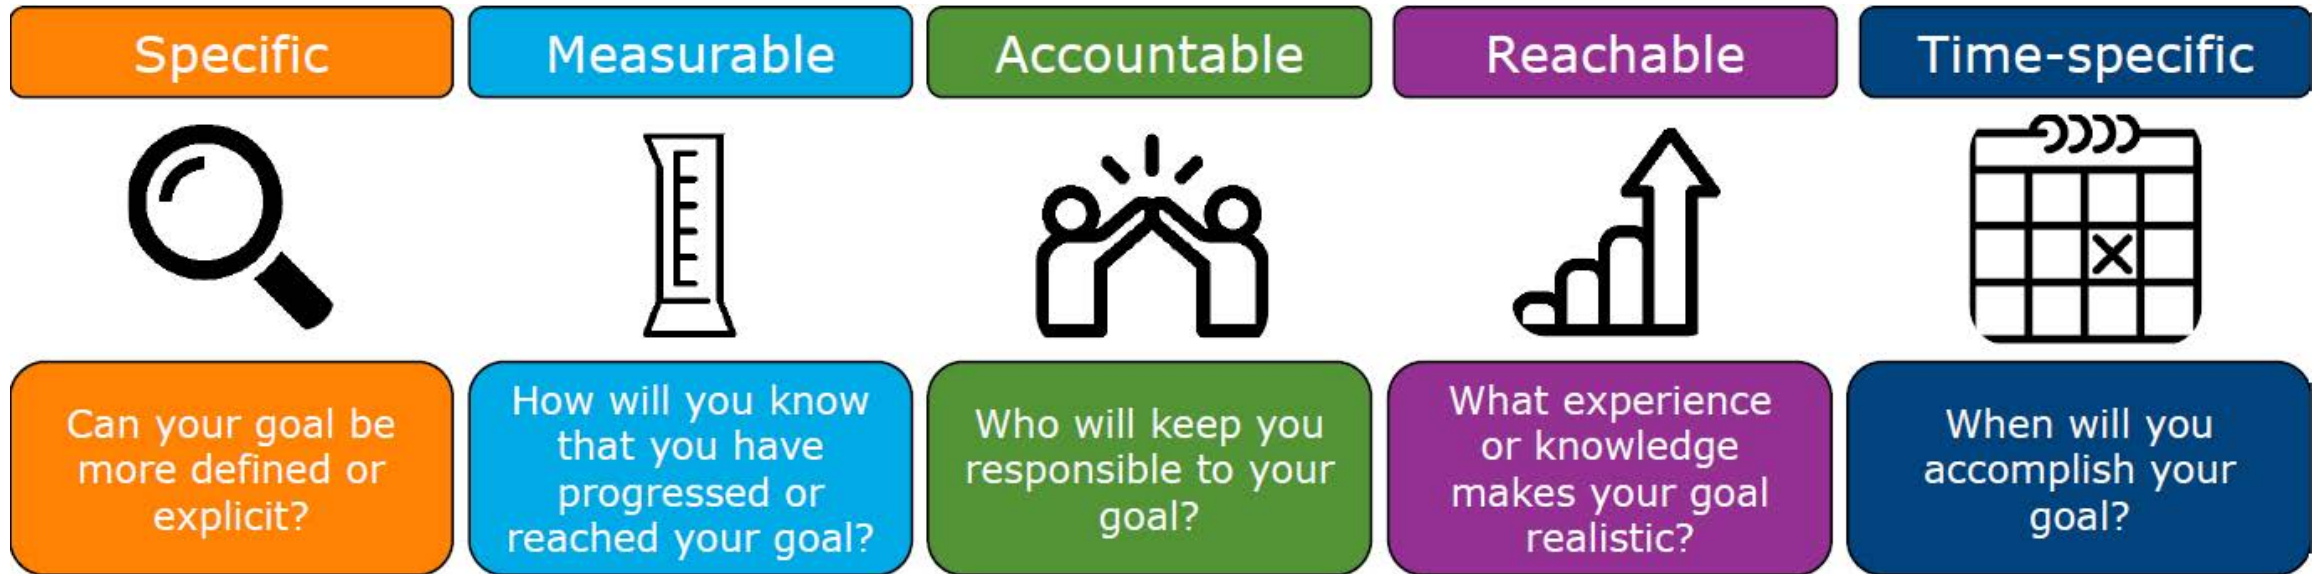 Specific
Measurable
Accountable
Reachable
Time-specific
Can your goal be
more defined or
explicit?
How will you know
that you have
progressed or
reached your goal?
Who will keep you
responsible to your
goal?
What experience
or knowledge
makes your goal
realistic?
When will you
accomplish your
goal?